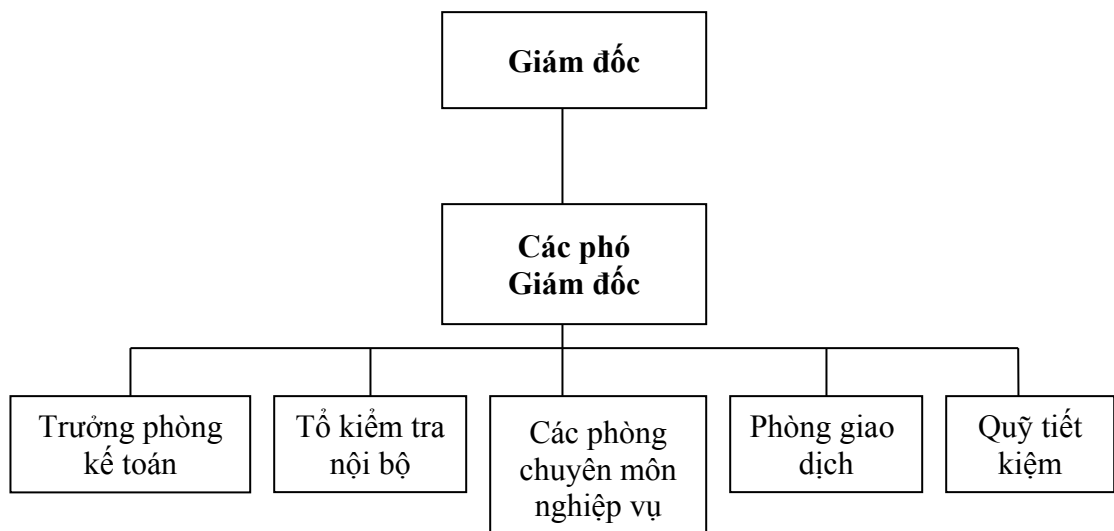 Giám đốc
Các phó
Giám đốc
Trưởng phòng
kế toán
Tổ kiểm tra
nội bộ
Các phòng
chuyên môn
nghiệp vụ
Phòng giao
dịch
Quỹ tiết
kiệm